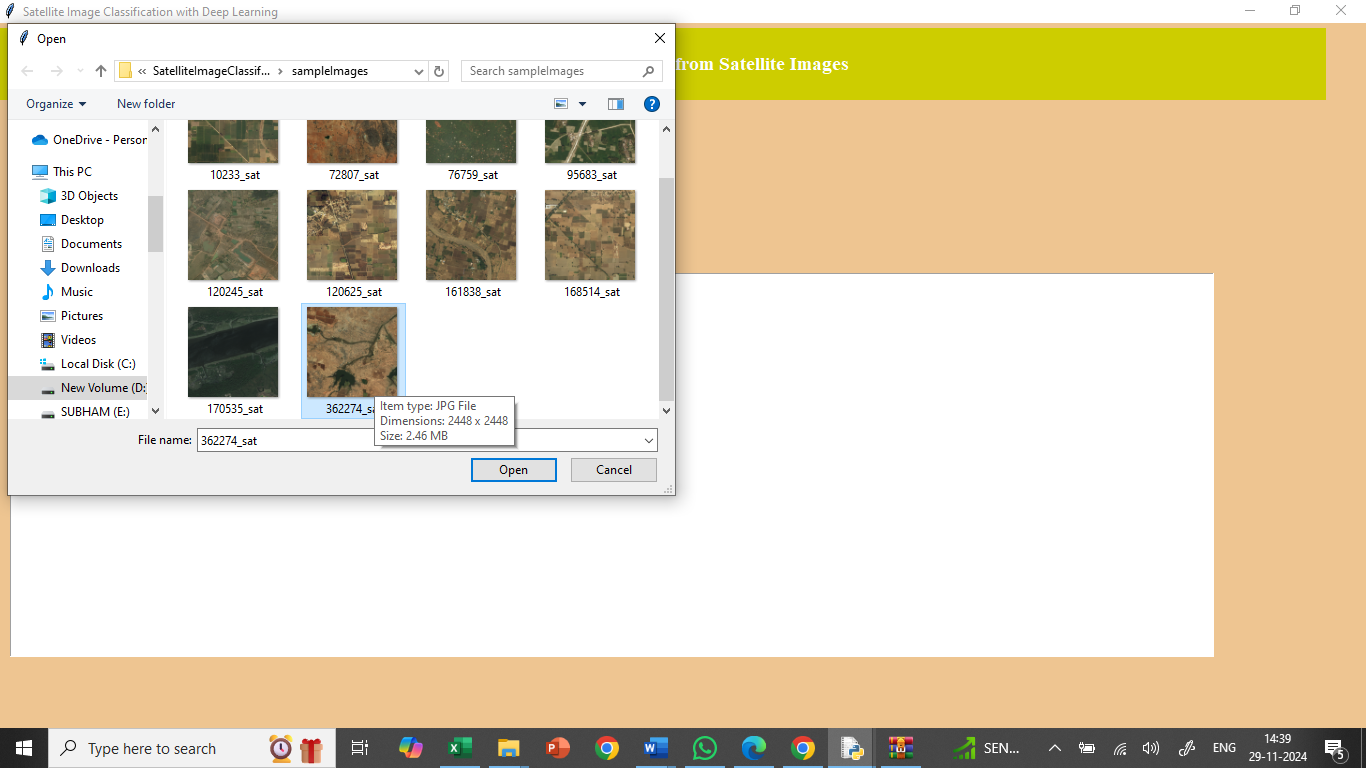 Satellite Image Classification with Deep Learning
Open
from Satellite Images
« SatelliteImageClassif... › sampleImages
Search sampleImages
Organize
New folder
OneDrive - Person
This PC
3D Objects
Desktop
Documents
Downloads
Music
Pictures
Videos
Local Disk (C:)
New Volume (D:
SUBHAM (E:)
10233_sat
72807_sat
76759_sat
95683_sat
120245_sat
120625_sat
161838_sat
168514_sat
170535_sat
362274_sa
Item type: JPG File
Dimensions: 2448 x 2448
Size: 2.46 MB
File name:
362274_sat
Open
Cancel
Type here to search
SEN...
ENG
14:39
29-11-2024
5